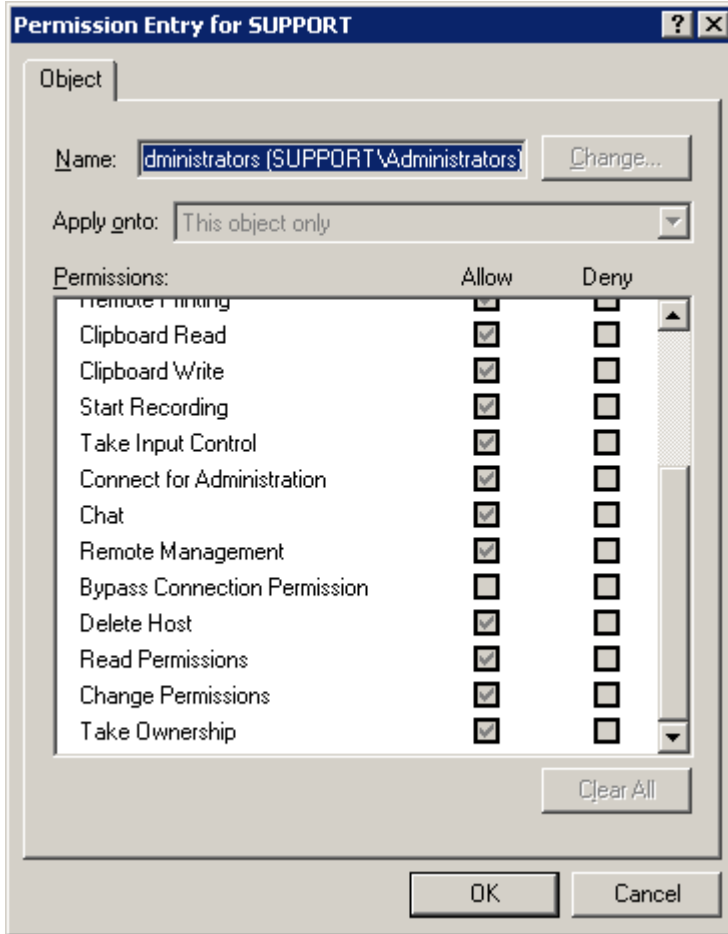 Permission Entry for SUPPORT
Object
Name: dministrators (SUPPORT\Administrators) Change...
Apply onto: This object only
Permissions: Allow Deny
Remote Printing
Clipboard Read
Clipboard Write
Start Recording
Take Input Control
Connect for Administration
Chat
Remote Management
Bypass Connection Permission
Delete Host
Read Permissions
Change Permissions
Take Ownership
Clear All
OK Cancel